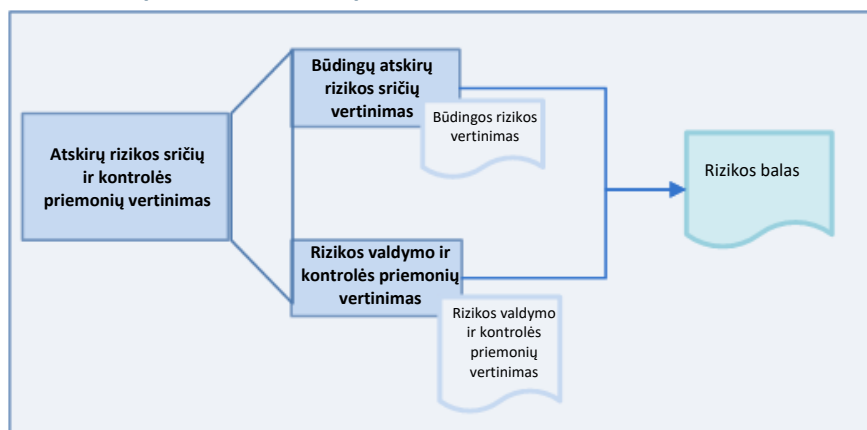 Atskirų rizikos sričių
ir kontrolės
priemonių vertinimas
Būdingų atskirų
rizikos sričių
vertinimas
Būdingos rizikos
vertinimas
Rizikos valdymo ir
kontrolės priemonių
vertinimas
Rizikos valdymo
ir kontrolės
priemonių
vertinimas
Rizikos balas